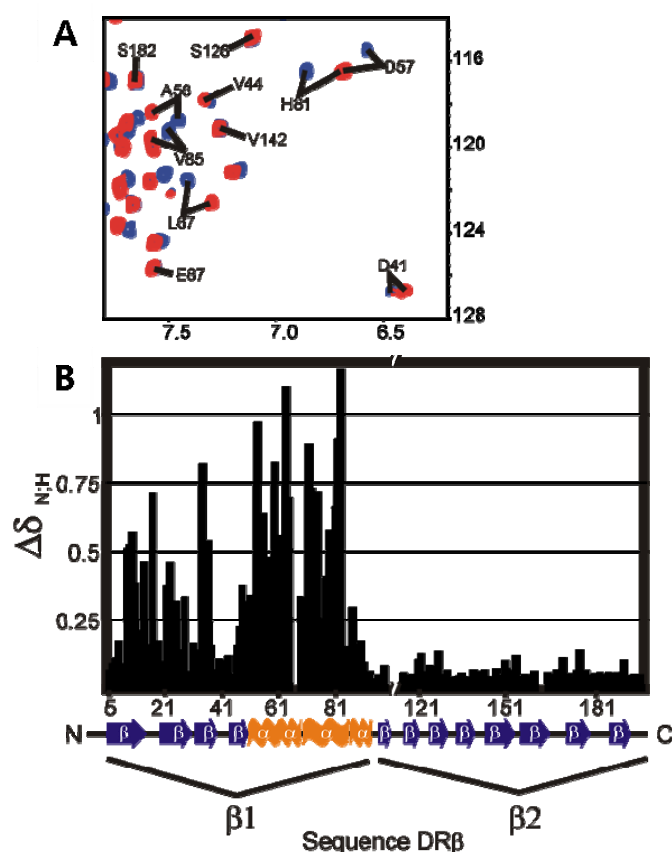 A
S182
S126
116
A56
V44
D57
H81
120
V142
V85
L67
124
E87
D41
128
7.5 7.0 6.5
B
1
0.75
0.5
0.25
Δδ N;H
5 21 41 61 81 121 151 181
N β β β β α α α α β β β β β β β β C
β1 β2
Sequence DRβ